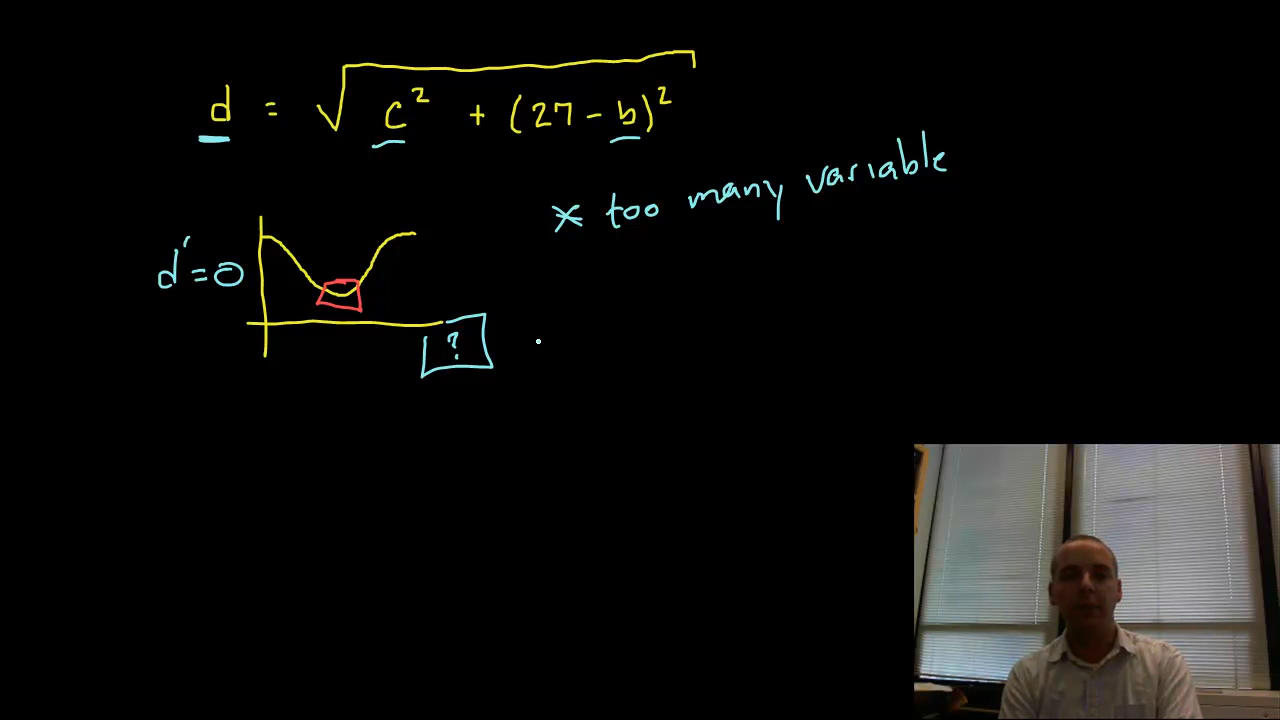 d = √c² + (27 - b)²
* too many variable
d' = 0
?